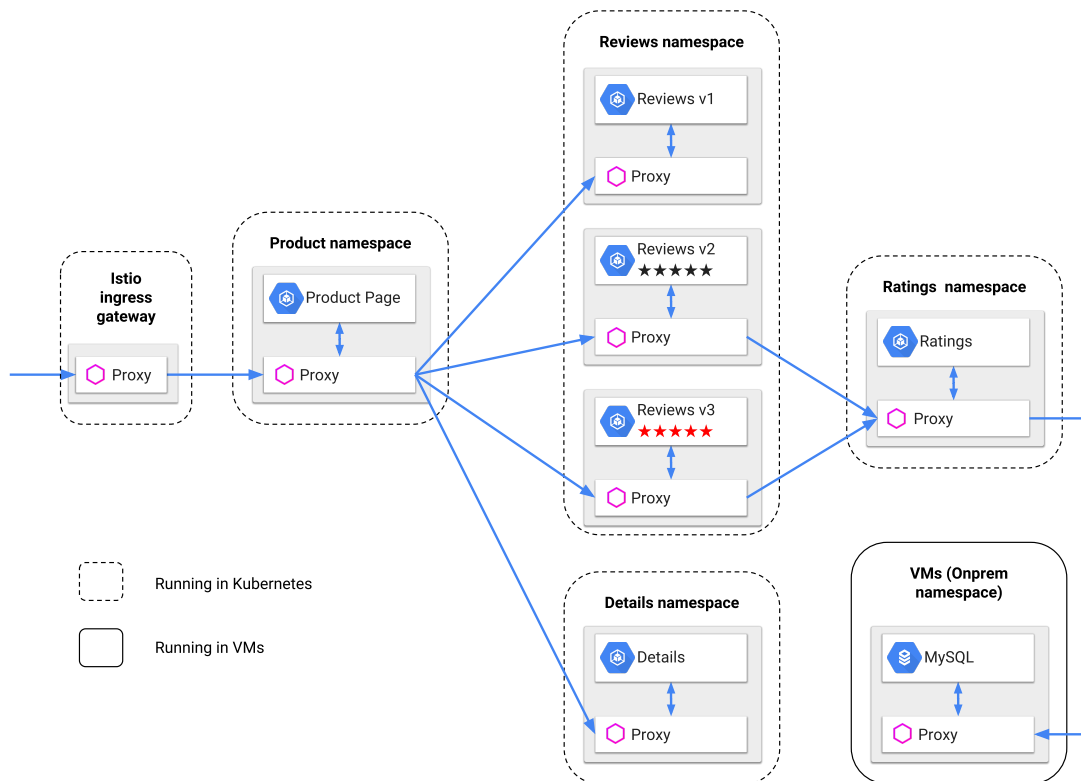 Istio
ingress
gateway
Proxy
Product namespace
Product Page
Proxy
Reviews namespace
Reviews v1
Proxy
Reviews v2
★★★★★
Proxy
Reviews v3
★★★★★
Proxy
Ratings namespace
Ratings
Proxy
Details namespace
Details
Proxy
VMs (Onprem
namespace)
MySQL
Proxy
Running in Kubernetes
Running in VMs